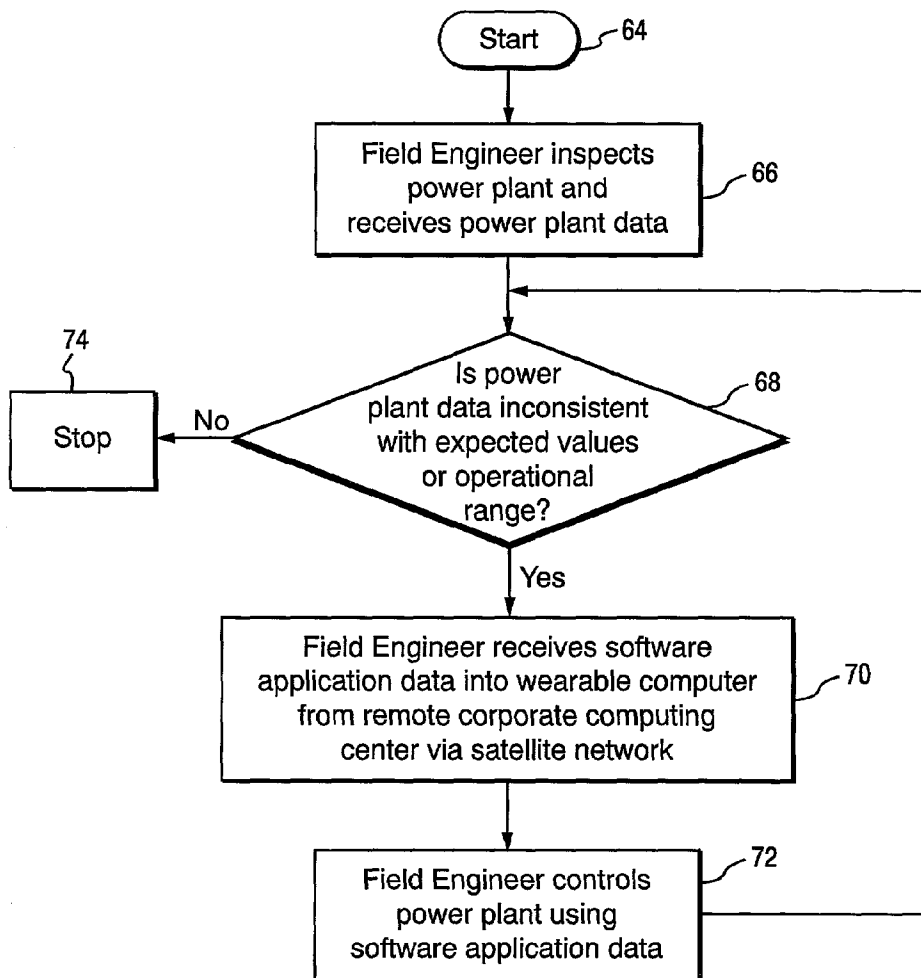 Start
64
Field Engineer inspects
power plant and
receives power plant data
66
74
Stop
No
Is power
plant data inconsistent
with expected values
or operational
range?
68
Yes
Field Engineer receives software
application data into wearable computer
from remote corporate computing
center via satellite network
70
Field Engineer controls
power plant using
software application data
72